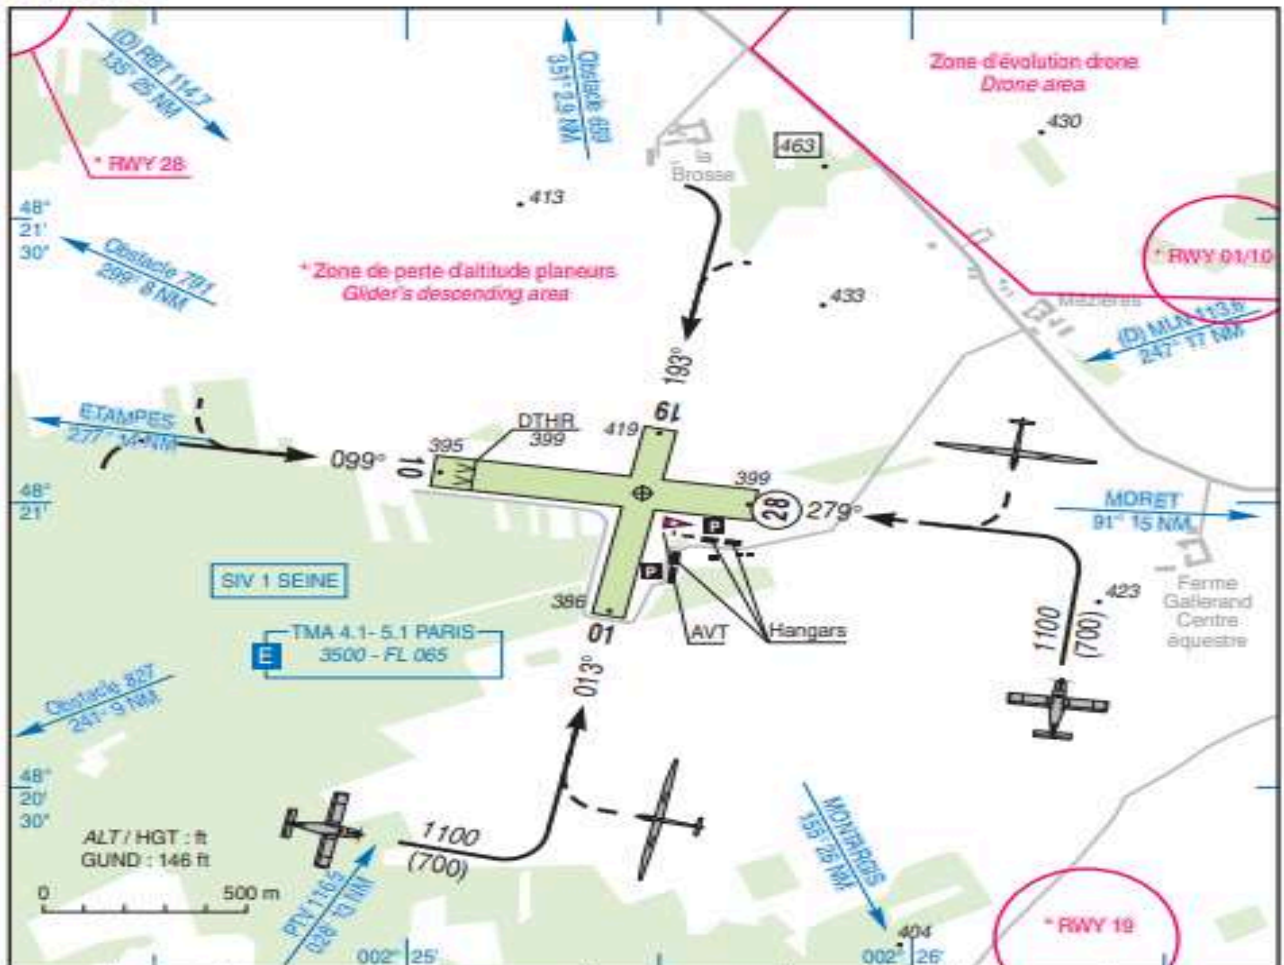 (D) RBT 114.7
135° 25 NM
Obstacle 689
351° 2.9 NM
Zone d'évolution drone
Drone area
430
463
* RWY 28
la
Brosse
413
48°
21'
30"
Obstacle 791
299° 8 NM
* Zone de perte d'altitude planeurs
Glider's descending area
* RWY 01/10
433
Mézières
(D) MLN 113.6
247° 17 NM
193°
19
ETAMPES
277° 14 NM
DTHR
399
419
395
099°
10
399
28
279°
48°
21'
MORET
91° 15 NM
P
P
SIV 1 SEINE
386
01
AVT
Hangars
423
Ferme
Gallerand
Centre
équestre
TMA 4.1- 5.1 PARIS
3500 - FL 065
E
013°
1100
(700)
Obstacle 827
241° 9 NM
48°
20'
30"
ALT / HGT : ft
GUND : 146 ft
0 500 m
1100
(700)
PTV 116.5
028° 13 NM
MONTARGIS
155° 25 NM
404
* RWY 19
002° 25'
002° 26'